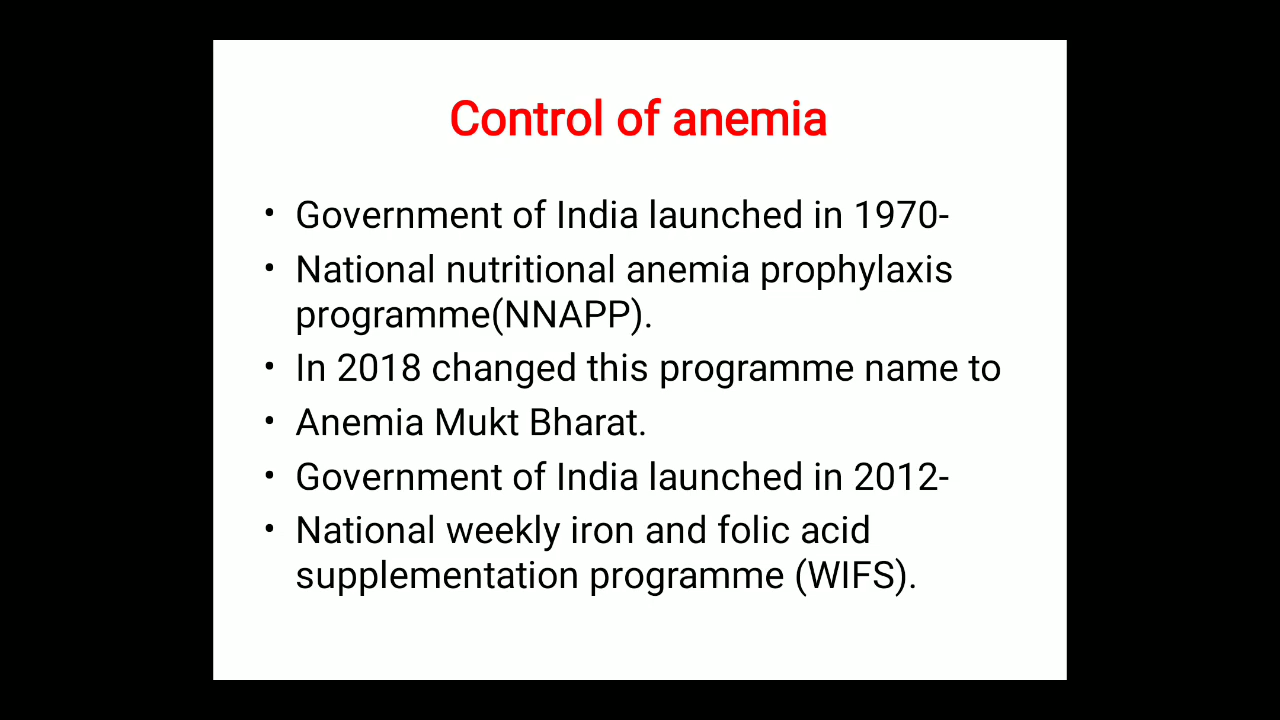 Control of anemia
• Government of India launched in 1970-
• National nutritional anemia prophylaxis
programme(NNAPP).
• In 2018 changed this programme name to
• Anemia Mukt Bharat.
• Government of India launched in 2012-
• National weekly iron and folic acid
supplementation programme (WIFS).